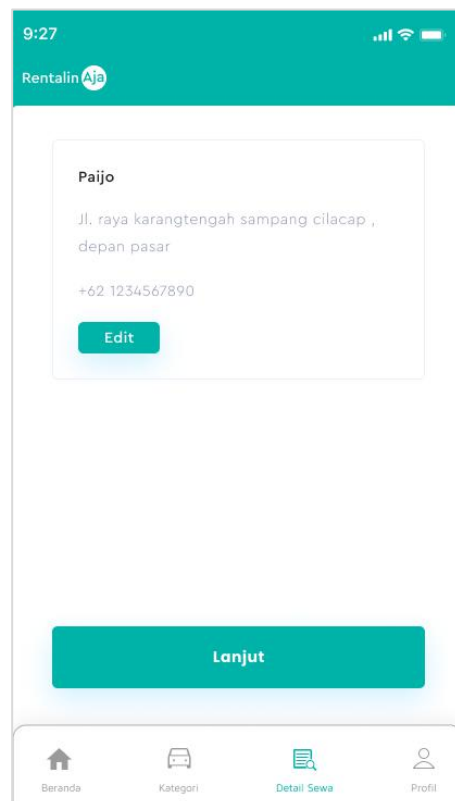 9:27
Rentalin Aja
Paijo
Jl. raya karangtengah sampang cilacap ,
depan pasar
+62 1234567890
Edit
Lanjut
Beranda Kategori Detail Sewa Profil